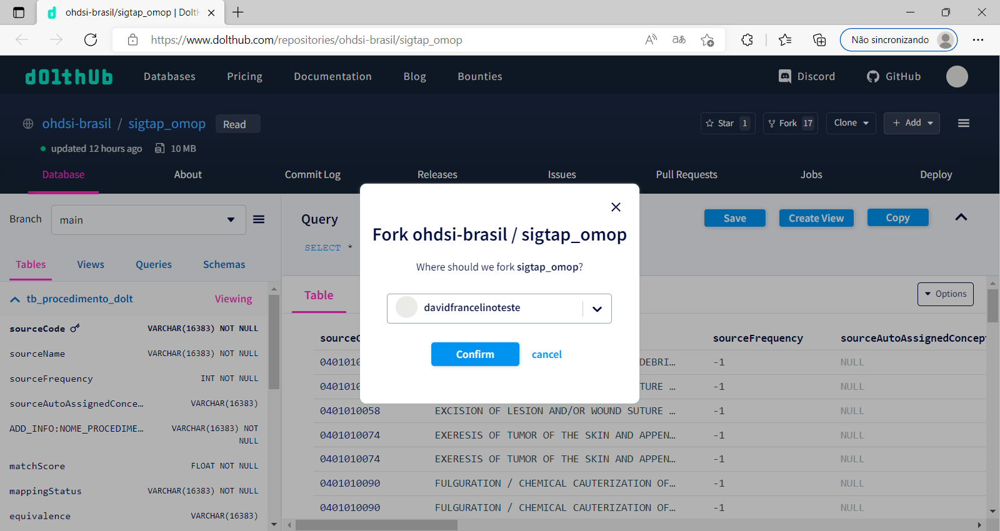 ohdsi-brasil/sigtap_omop | DoltH
https://www.dolthub.com/repositories/ohdsi-brasil/sigtap_omop
Não sincronizando
dolthub Databases Pricing Documentation Blog Bounties Discord GitHub
ohdsi-brasil / sigtap_omop Read Star 1 Fork 17 Clone + Add
updated 12 hours ago 10 MB
Database About Commit Log Releases Issues Pull Requests Jobs Deploy
Branch main
Query Save Create View Copy
SELECT *
Tables Views Queries Schemas
tb_procedimento_dolt Viewing
sourceCode VARCHAR(16383) NOT NULL
sourceName VARCHAR(16383) NOT NULL
sourceFrequency INT NOT NULL
sourceAutoAssignedConce… VARCHAR(16383)
ADD_INFO:NOME_PROCEDIME… VARCHAR(16383) NOT
NULL
matchScore FLOAT NOT NULL
mappingStatus VARCHAR(16383) NOT NULL
equivalence VARCHAR(16383)
Fork ohdsi-brasil / sigtap_omop
Where should we fork sigtap_omop?
davidfrancelinoteste
Confirm cancel
Table Options
sourceC sourceFrequency sourceAutoAssignedConcept
040101 DEBRI… -1 NULL
040101 TURE … -1 NULL
0401010058 EXCISION OF LESION AND/OR WOUND SUTURE … -1 NULL
0401010074 EXERESIS OF TUMOR OF THE SKIN AND APPEN… -1 NULL
0401010074 EXERESIS OF TUMOR OF THE SKIN AND APPEN… -1 NULL
0401010090 FULGURATION / CHEMICAL CAUTERIZATION OF… -1 NULL
0401010090 FULGURATION / CHEMICAL CAUTERIZATION OF… -1 NULL